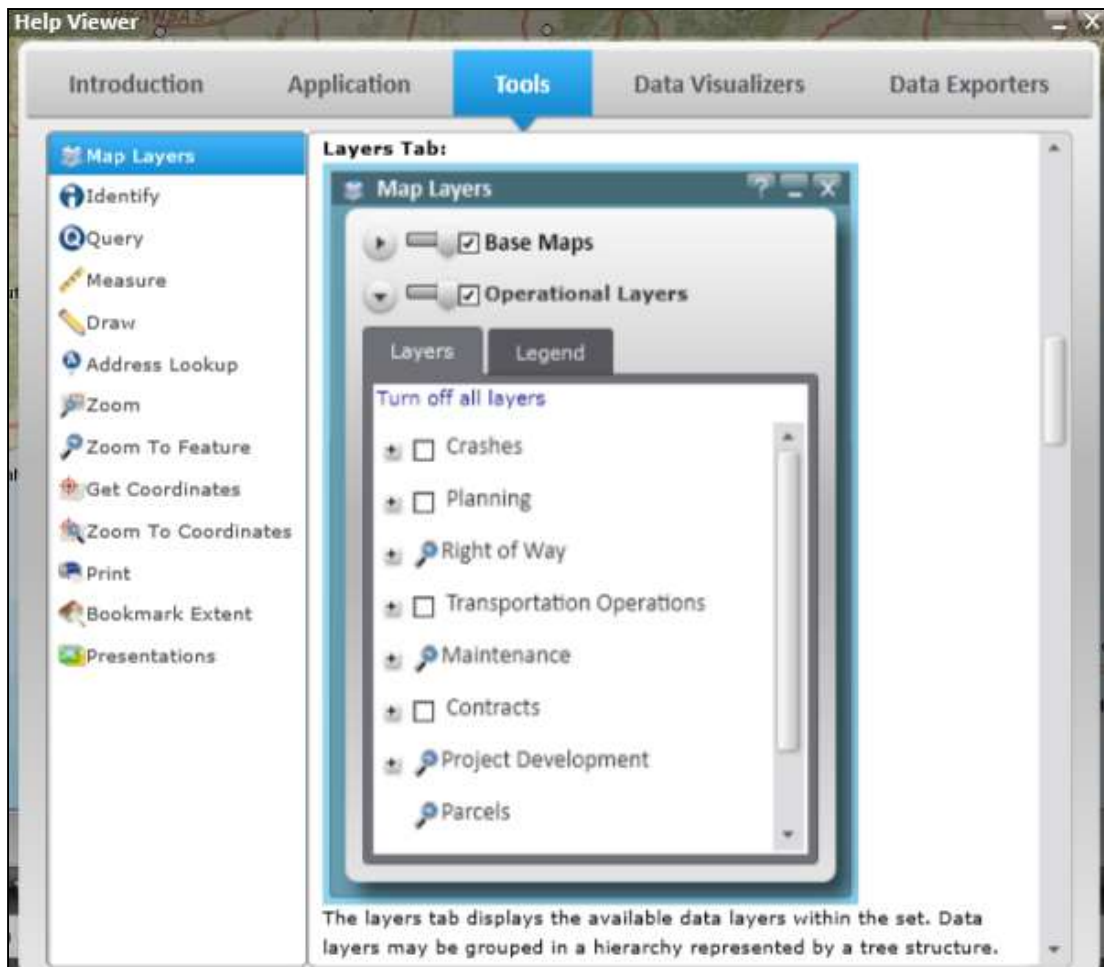 ARKANSAS
Help Viewer
Introduction Application Tools Data Visualizers Data Exporters
Map Layers
Identify
Query
Measure
Draw
Address Lookup
Zoom
Zoom To Feature
Get Coordinates
Zoom To Coordinates
Print
Bookmark Extent
Presentations
Layers Tab:
Map Layers
Base Maps
Operational Layers
Layers Legend
Turn off all layers
Crashes
Planning
Right of Way
Transportation Operations
Maintenance
Contracts
Project Development
Parcels
The layers tab displays the available data layers within the set. Data
layers may be grouped in a hierarchy represented by a tree structure.